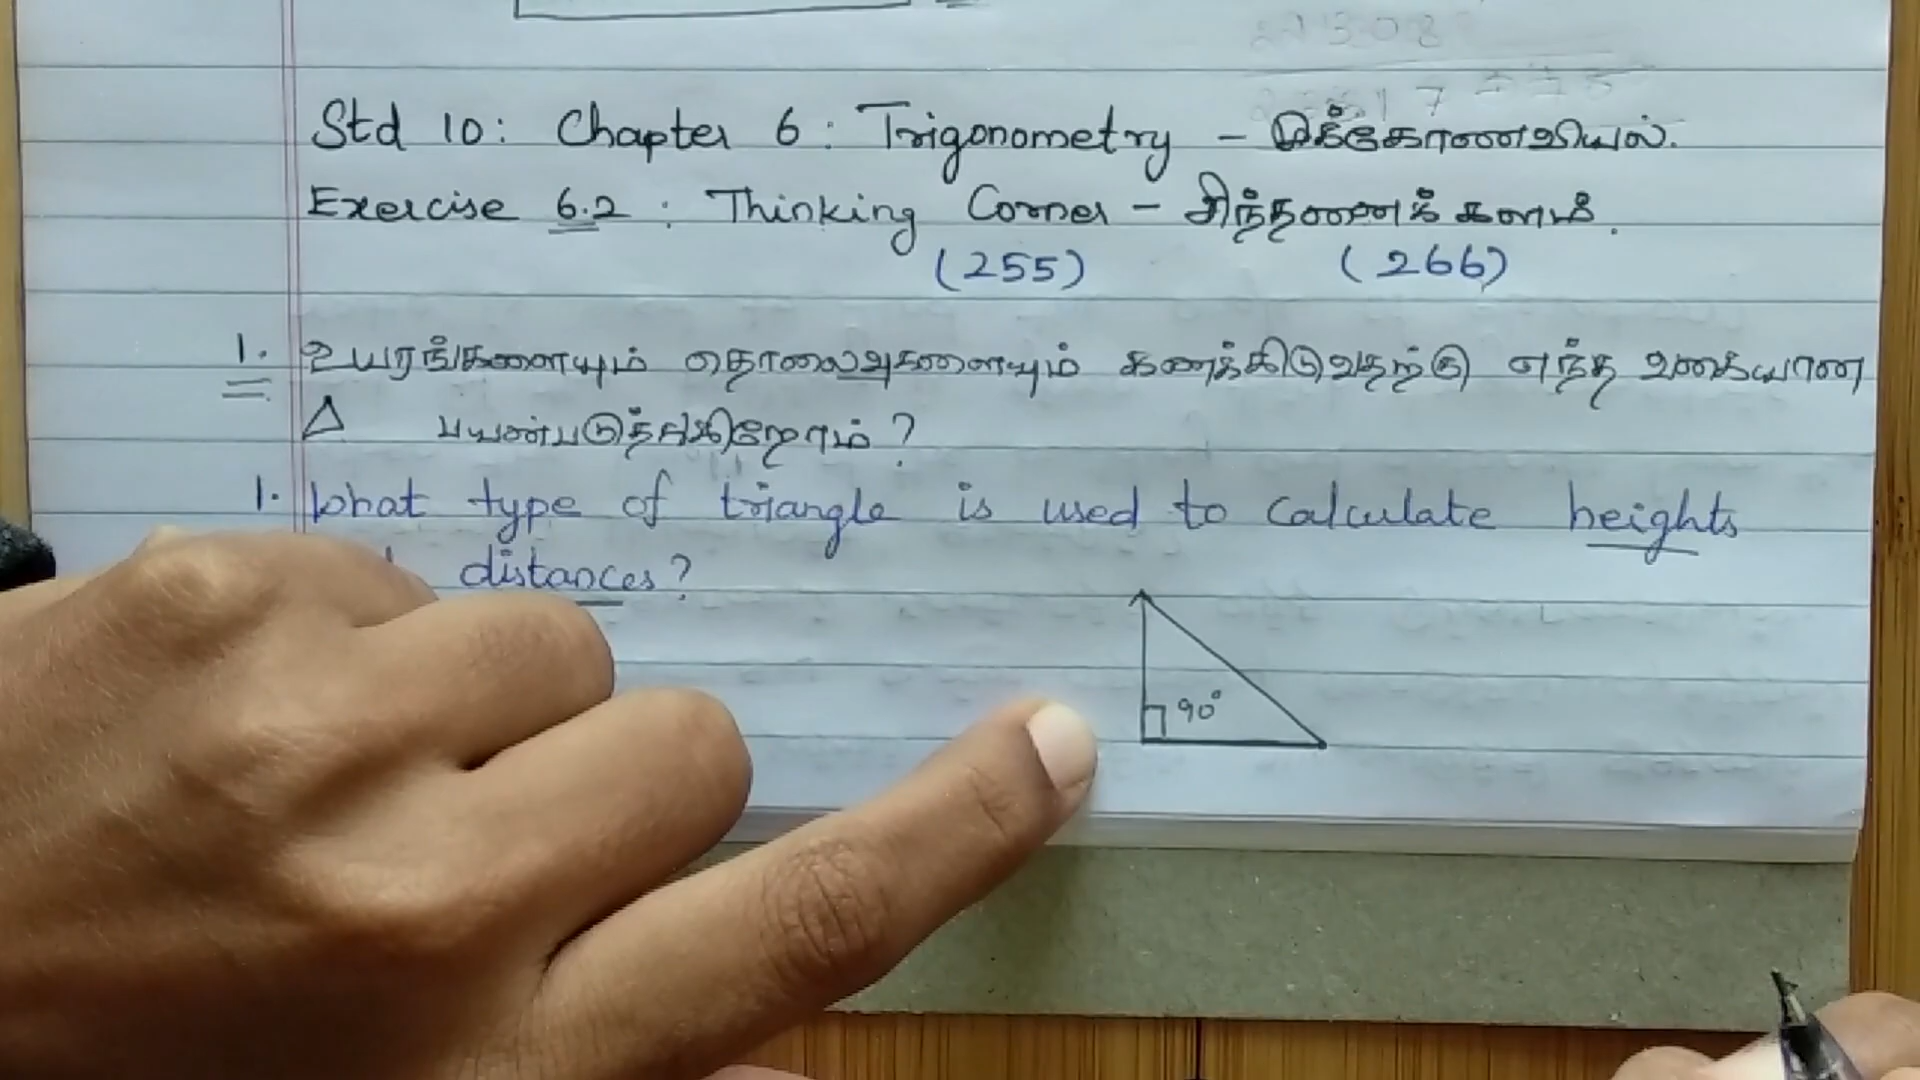 Std 10: Chapter 6: Trigonometry - முக்கோணவியல்.
Exercise 6.2: Thinking Corner - சிந்தனைக் களம்.
(255) (266)
1. உயரங்களையும் தொலைவுகளையும் கணக்கிடுவதற்கு எந்த வகையான
△ பயன்படுத்துகிறோம்?
1. What type of triangle is used to calculate heights
distances?
90°